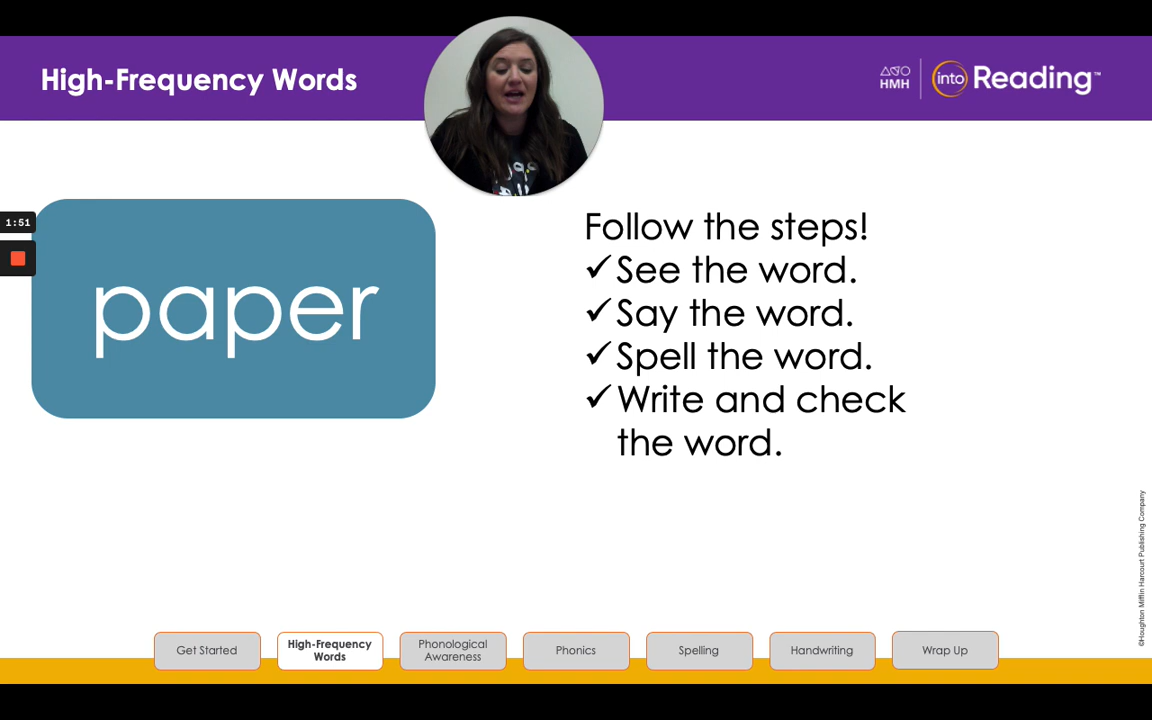 High-Frequency Words
HMH
into Reading™
1:51
paper
Follow the steps!
✓See the word.
✓Say the word.
✓Spell the word.
✓Write and check
the word.
©Houghton Mifflin Harcourt Publishing Company
Get Started
High-Frequency
Words
Phonological
Awareness
Phonics
Spelling
Handwriting
Wrap Up